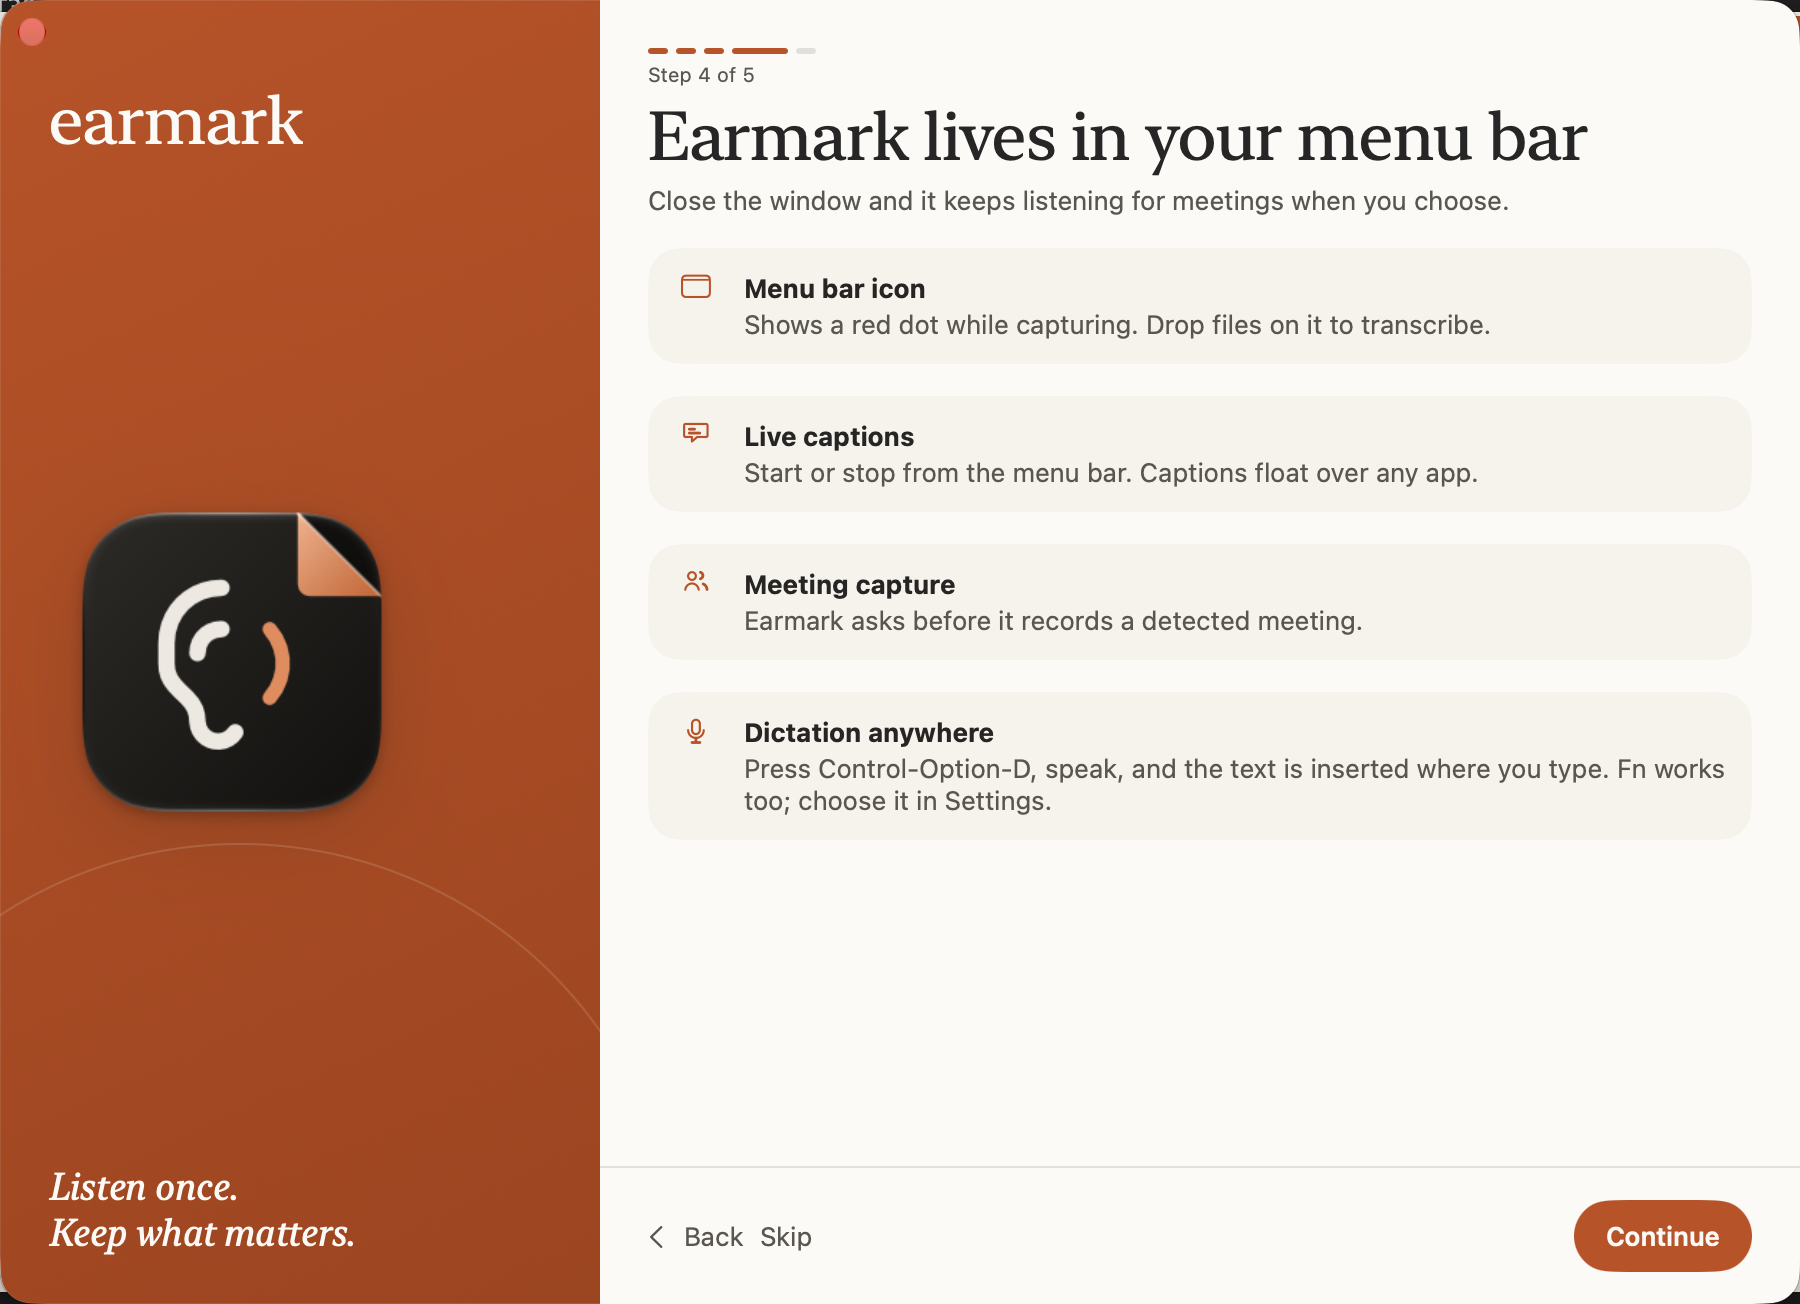 earmark
Listen once.
Keep what matters.
Step 4 of 5
Earmark lives in your menu bar
Close the window and it keeps listening for meetings when you choose.
Menu bar icon
Shows a red dot while capturing. Drop files on it to transcribe.
Live captions
Start or stop from the menu bar. Captions float over any app.
Meeting capture
Earmark asks before it records a detected meeting.
Dictation anywhere
Press Control-Option-D, speak, and the text is inserted where you type. Fn works
too; choose it in Settings.
Back
Skip
Continue